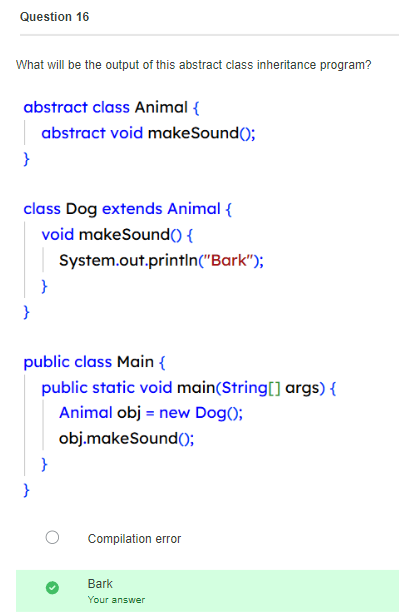 Question 16
What will be the output of this abstract class inheritance program?
abstract class Animal {
abstract void makeSound();
}
class Dog extends Animal {
void makeSound() {
System.out.println("Bark");
}
}
public class Main {
public static void main(String[] args) {
Animal obj = new Dog();
obj.makeSound();
}
}
Compilation error
Bark
Your answer